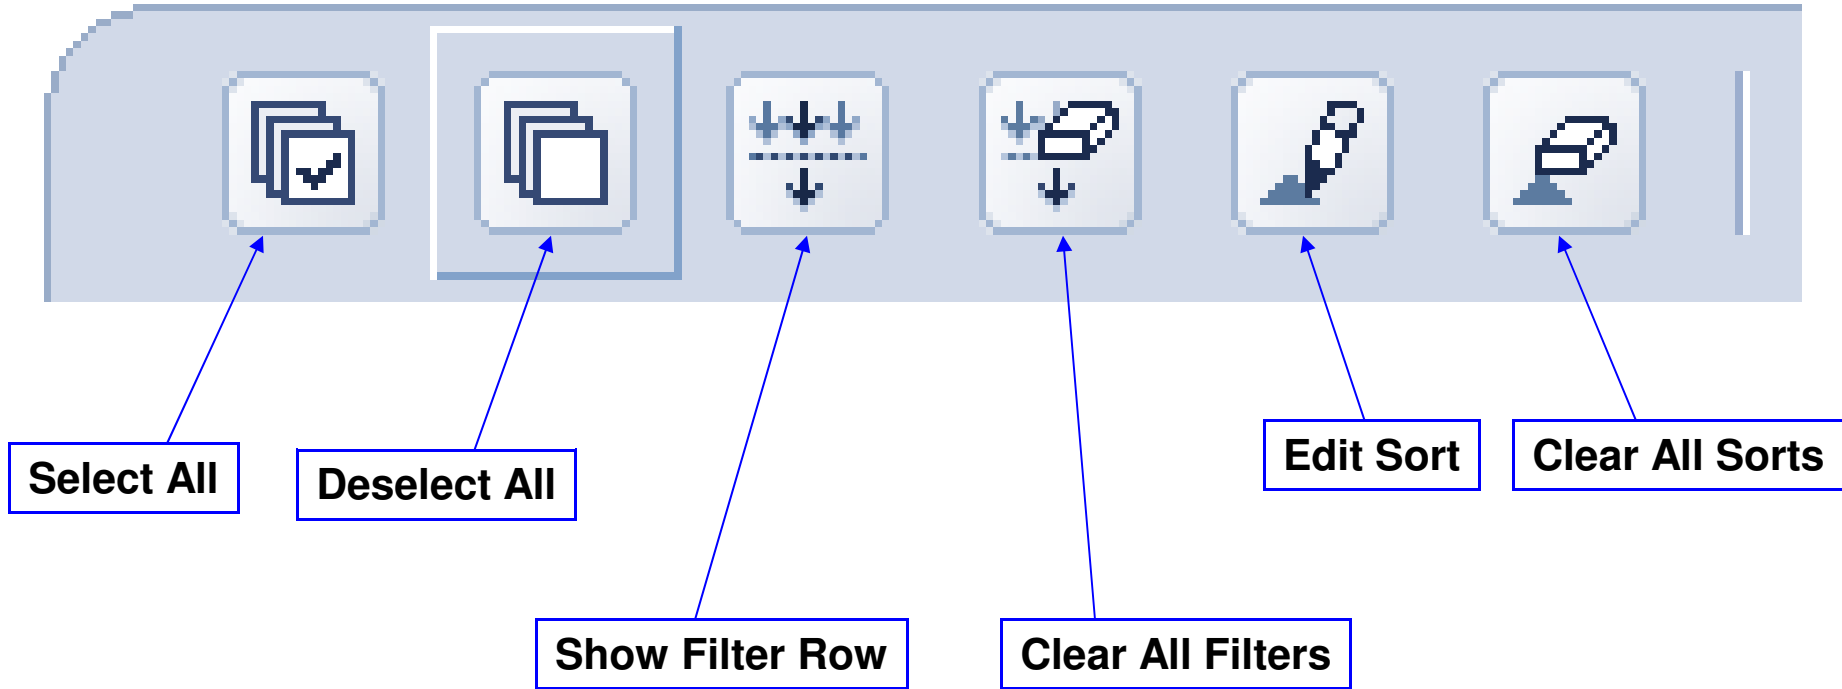 Select All
Deselect All
Edit Sort
Clear All Sorts
Show Filter Row
Clear All Filters